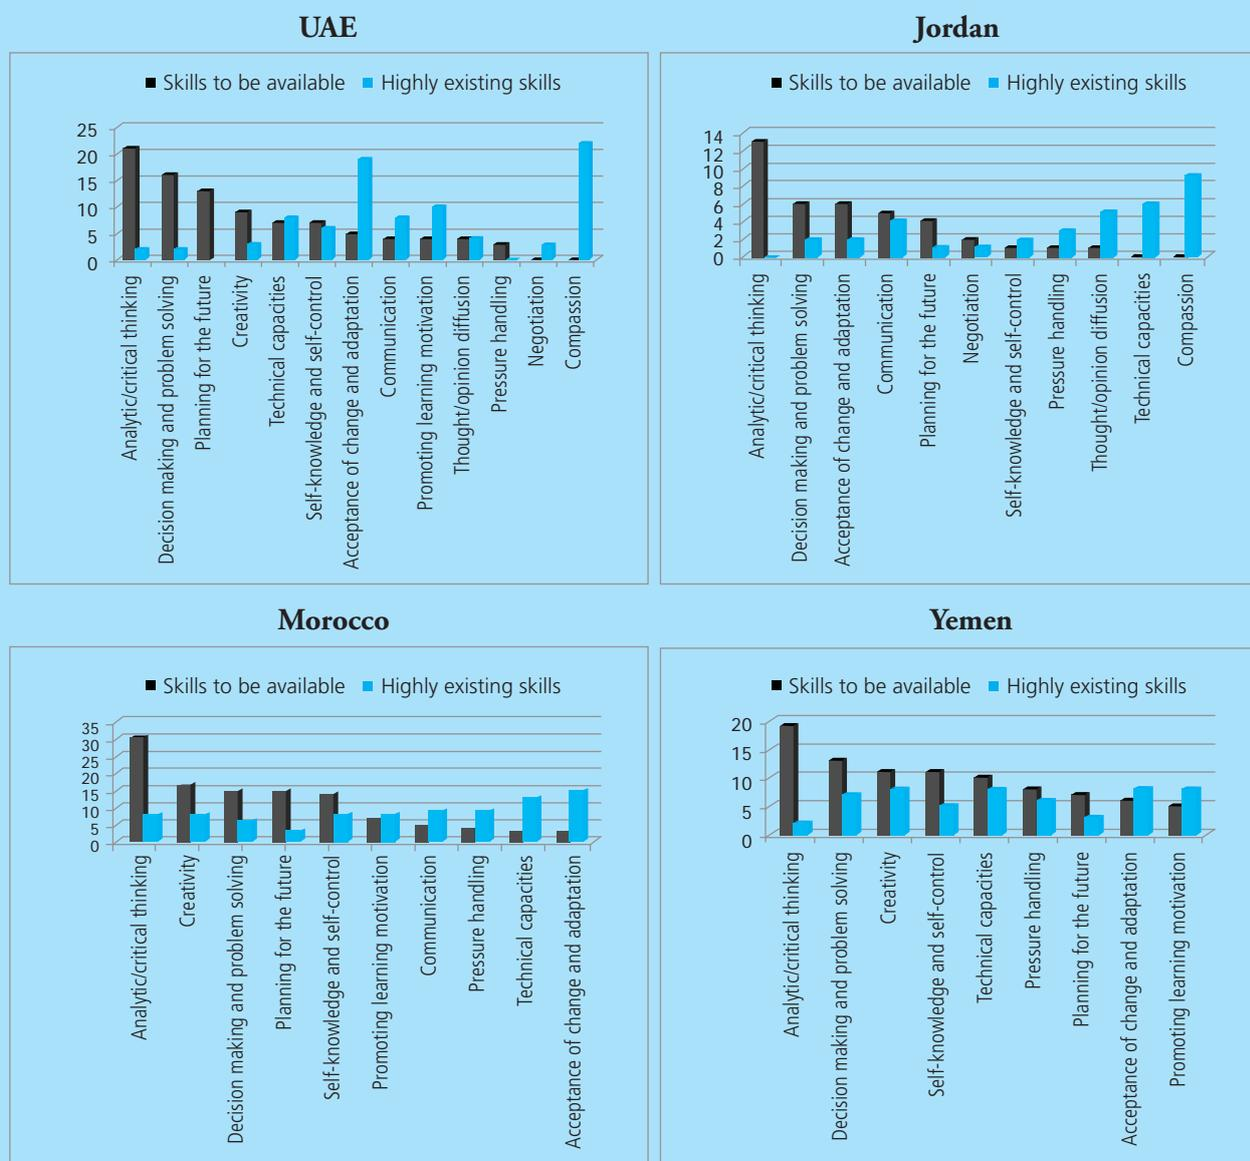 UAE
Skills to be available Highly existing skills
25
20
15
10
5
0
Analytic/critical thinking
Decision making and problem solving
Planning for the future
Creativity
Technical capacities
Self-knowledge and self-control
Acceptance of change and adaptation
Communication
Promoting learning motivation
Thought/opinion diffusion
Pressure handling
Negotiation
Compassion
Jordan
Skills to be available Highly existing skills
14
12
10
8
6
4
2
0
Analytic/critical thinking
Decision making and problem solving
Acceptance of change and adaptation
Communication
Planning for the future
Negotiation
Self-knowledge and self-control
Pressure handling
Thought/opinion diffusion
Technical capacities
Compassion
Morocco
Skills to be available Highly existing skills
35
30
25
20
15
10
5
0
Analytic/critical thinking
Creativity
Decision making and problem solving
Planning for the future
Self-knowledge and self-control
Promoting learning motivation
Communication
Pressure handling
Technical capacities
Acceptance of change and adaptation
Yemen
Skills to be available Highly existing skills
20
15
10
5
0
Analytic/critical thinking
Decision making and problem solving
Creativity
Self-knowledge and self-control
Technical capacities
Pressure handling
Planning for the future
Acceptance of change and adaptation
Promoting learning motivation